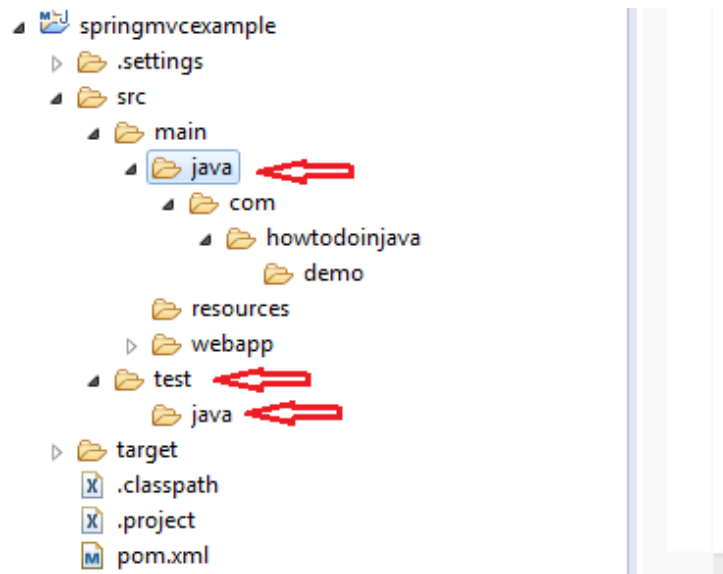 springmvcexample
.settings
src
main
java
com
howtodoinjava
demo
resources
webapp
test
java
target
.classpath
.project
pom.xml